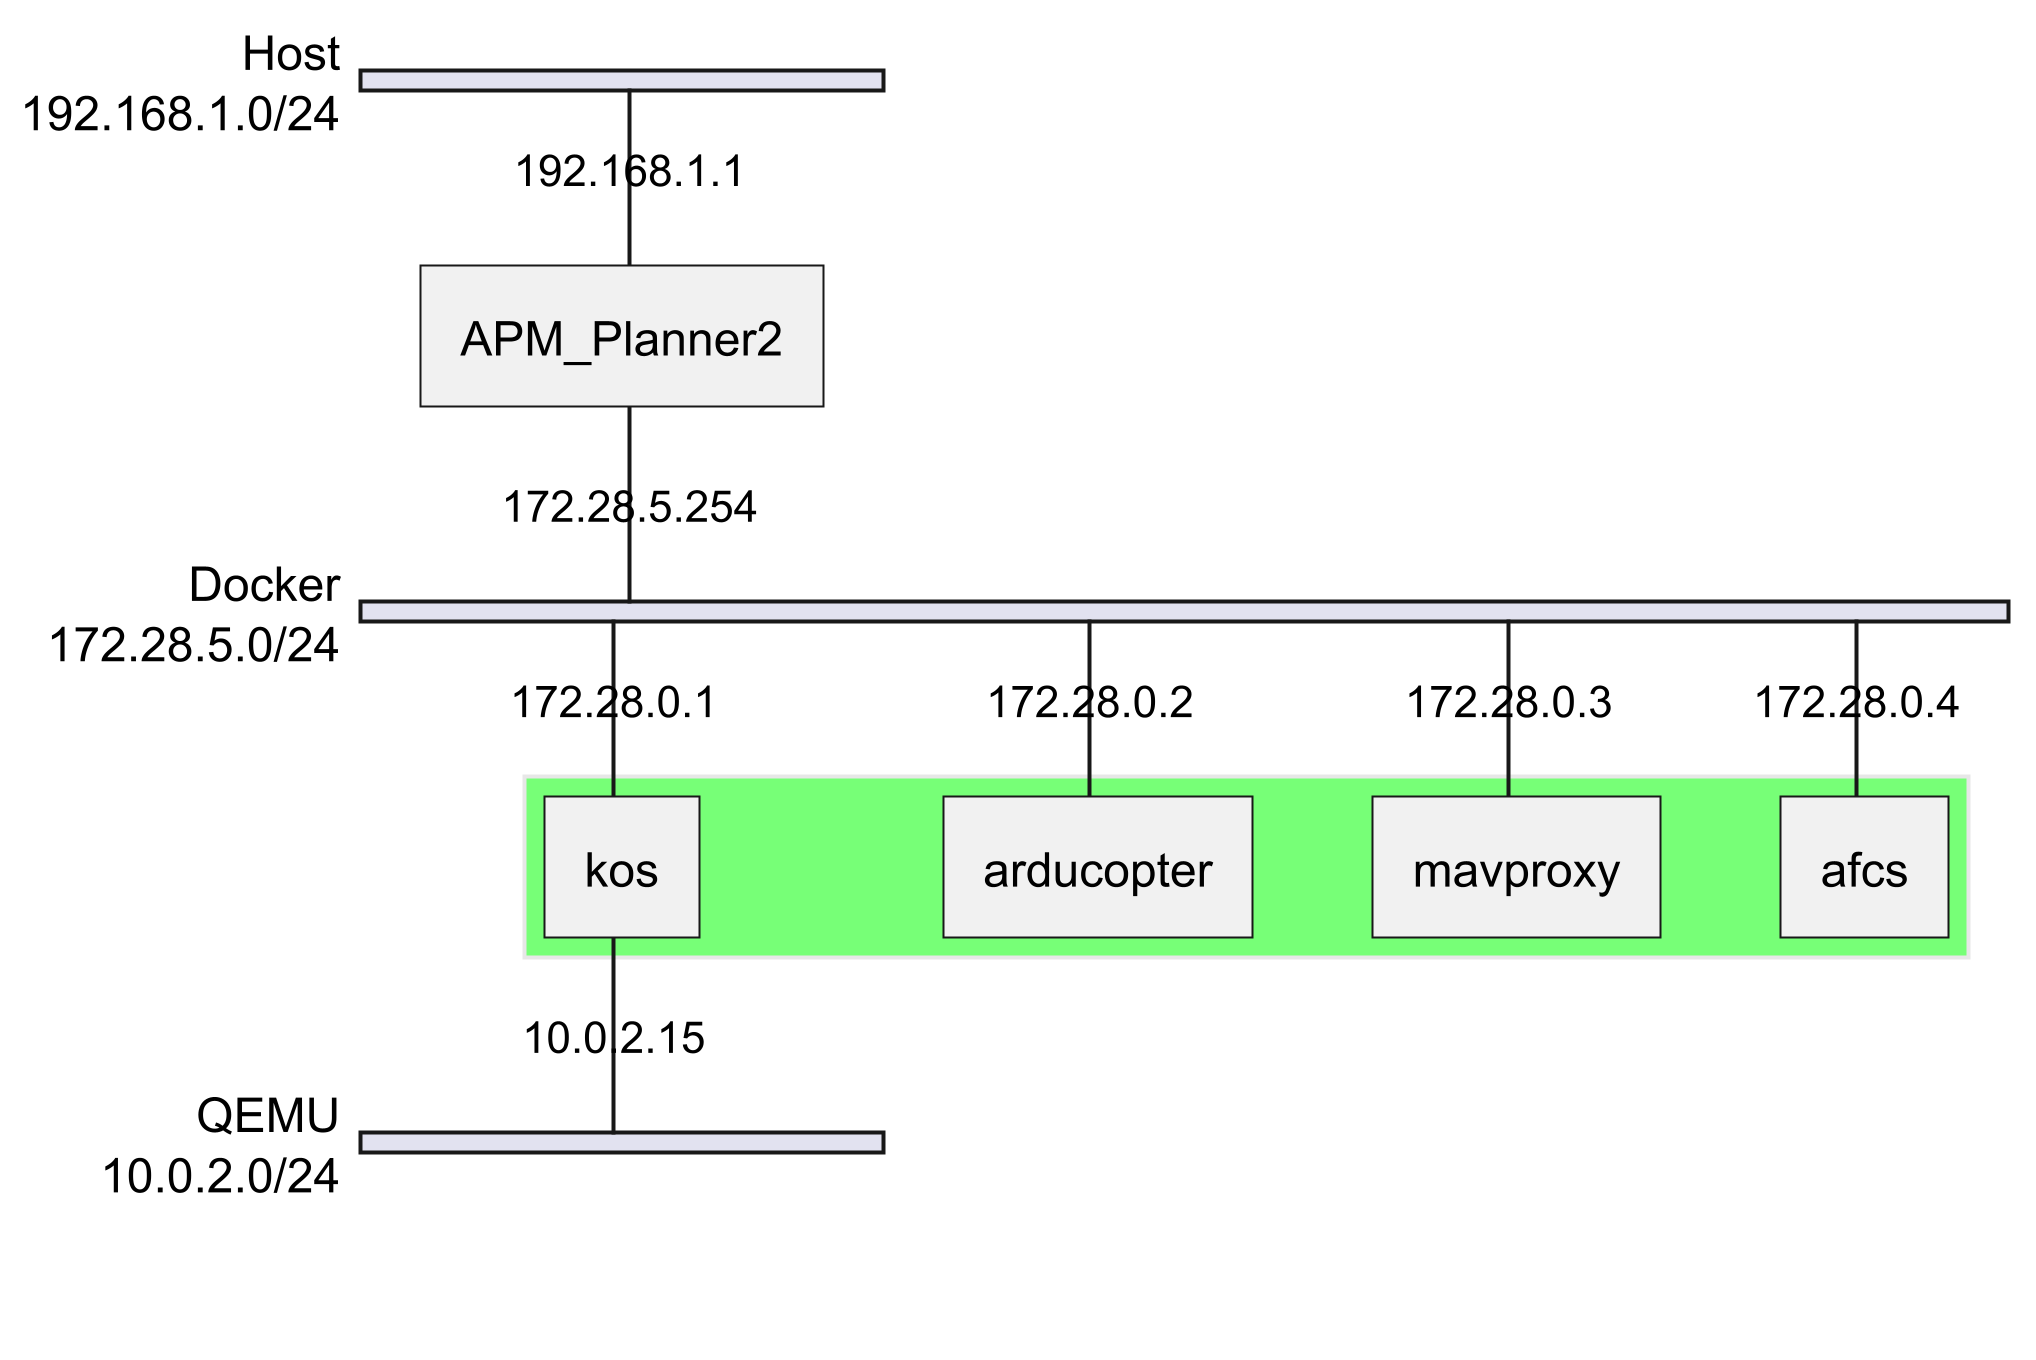 Host
192.168.1.0/24
192.168.1.1
APM_Planner2
172.28.5.254
Docker
172.28.5.0/24
172.28.0.1
172.28.0.2
172.28.0.3
172.28.0.4
kos
arducopter
mavproxy
afcs
10.0.2.15
QEMU
10.0.2.0/24